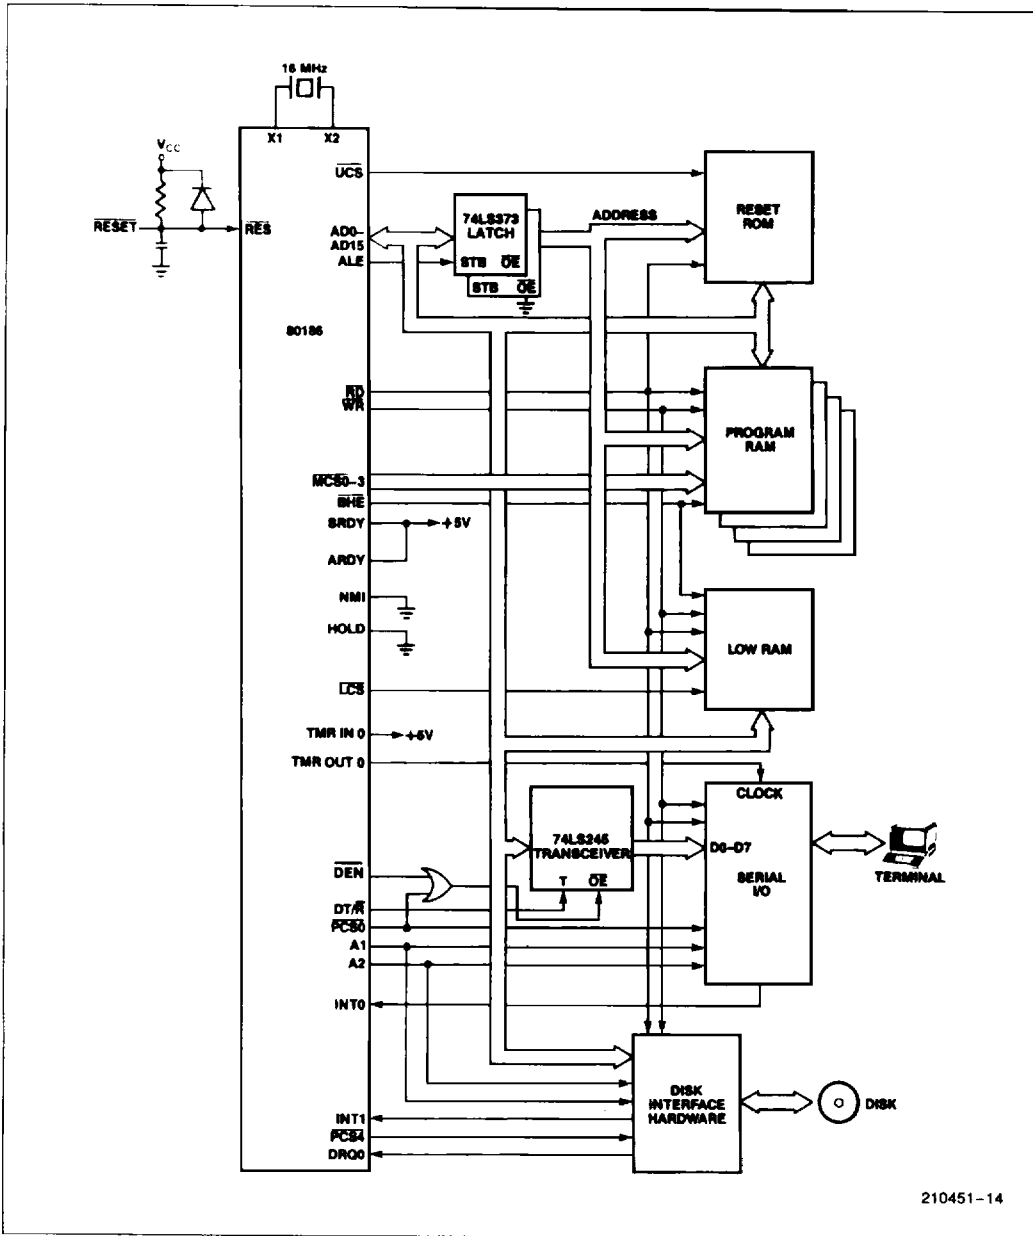 16 MHz
X1 X2
VCC
RESET
RES
UCS
AD0–
AD15
ALE
74LS373
LATCH
STB OE
STB OE
ADDRESS
RESET
ROM
80186
RD
WR
PROGRAM
RAM
MCS0-3
BHE
SRDY
+5V
ARDY
NMI
HOLD
LOW RAM
LCS
TMR IN 0
+5V
TMR OUT 0
CLOCK
74LS245
TRANSCEIVER
T OE
D0–D7
SERIAL
I/O
TERMINAL
DEN
DT/R
PCS0
A1
A2
INT0
DISK
INTERFACE
HARDWARE
DISK
INT1
PCS4
DRQ0
210451–14